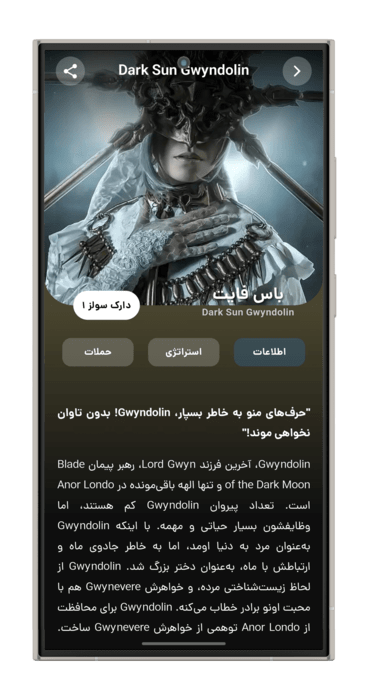 Dark Sun Gwyndolin
باس فایت
Dark Sun Gwyndolin
دارک سولز ۱
اطلاعات
استراتژی
حملات
"حرف‌های منو به خاطر بسپار، Gwyndolin! بدون تاوان
نخواهی موند!"
Gwyndolin، آخرین فرزند Lord Gwyn، رهبر پیمان Blade
of the Dark Moon و تنها الهه باقی‌مونده در Anor Londo
است. تعداد پیروان Gwyndolin کم هستند، اما
وظایفشون بسیار حیاتی و مهمه. با اینکه Gwyndolin
به‌عنوان مرد به دنیا اومد، اما به خاطر جادوی ماه و
ارتباطش با ماه، به‌عنوان دختر بزرگ شد. Gwyndolin از
لحاظ زیست‌شناختی مرده، و خواهرش Gwynevere هم با
محبت اونو برادر خطاب می‌کنه. Gwyndolin برای محافظت
از Anor Londo توهمی از خواهرش Gwynevere ساخت.